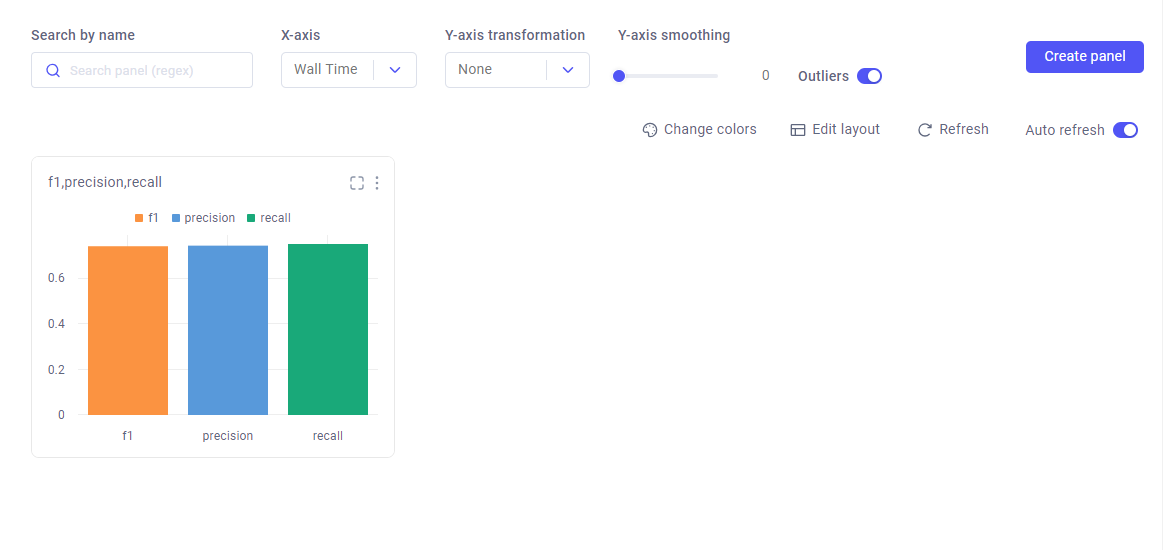 Search by name X-axis Y-axis transformation Y-axis smoothing
Search panel (regex) Wall Time None 0 Outliers Create panel
Change colors Edit layout Refresh Auto refresh
f1,precision,recall
f1 precision recall
0.6
0.4
0.2
0
f1 precision recall